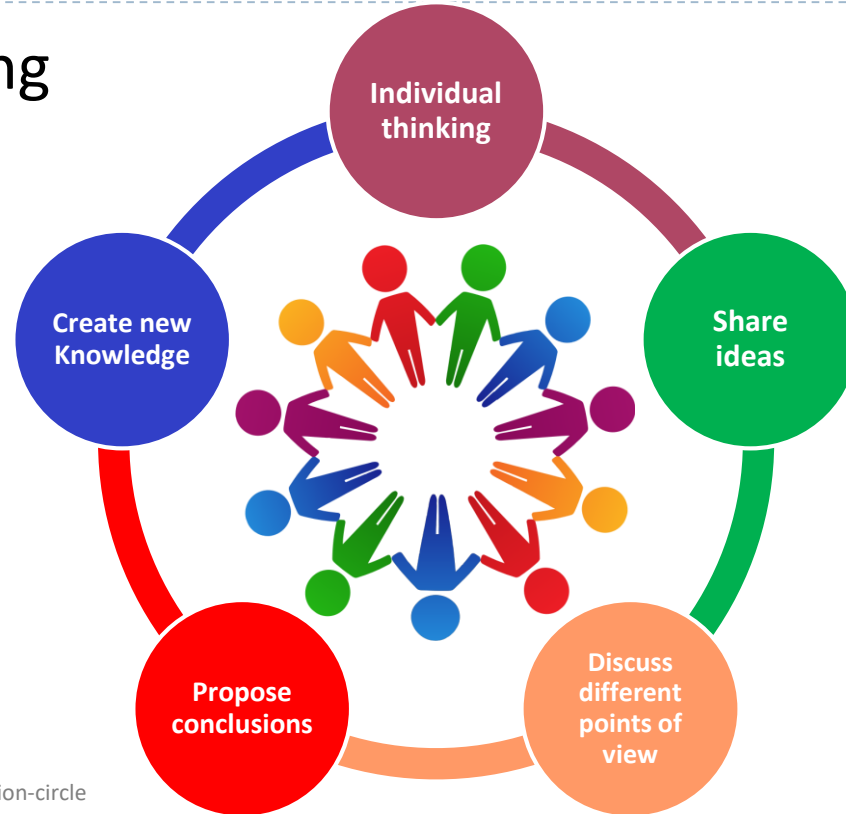 ng
Individual
thinking
Share
ideas
Discuss
different
points of
view
Propose
conclusions
Create new
Knowledge
ion-circle